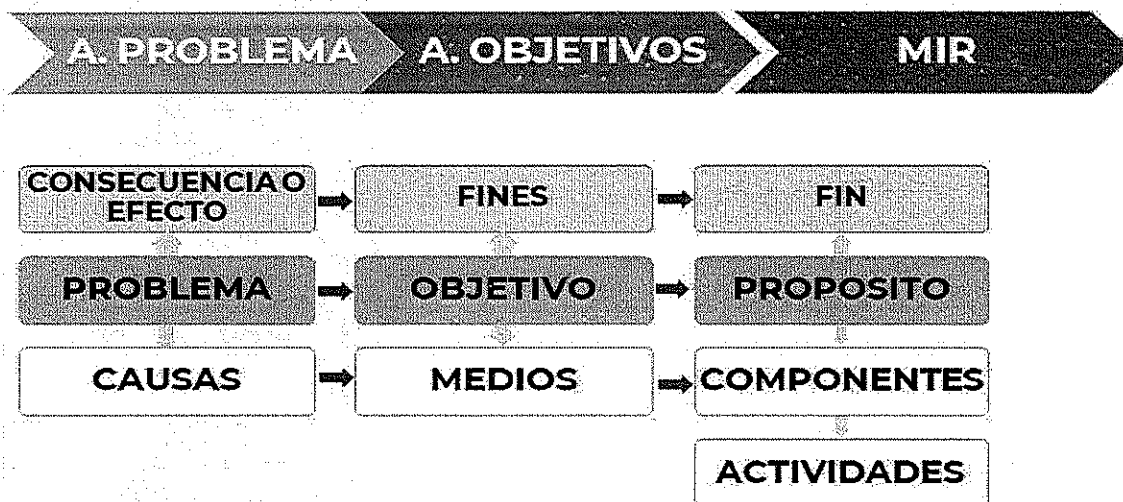 A. PROBLEMA
A. OBJETIVOS
MIR
CONSECUENCIA O
EFECTO
FINES
FIN
PROBLEMA
OBJETIVO
PROPOSITO
CAUSAS
MEDIOS
COMPONENTES
ACTIVIDADES